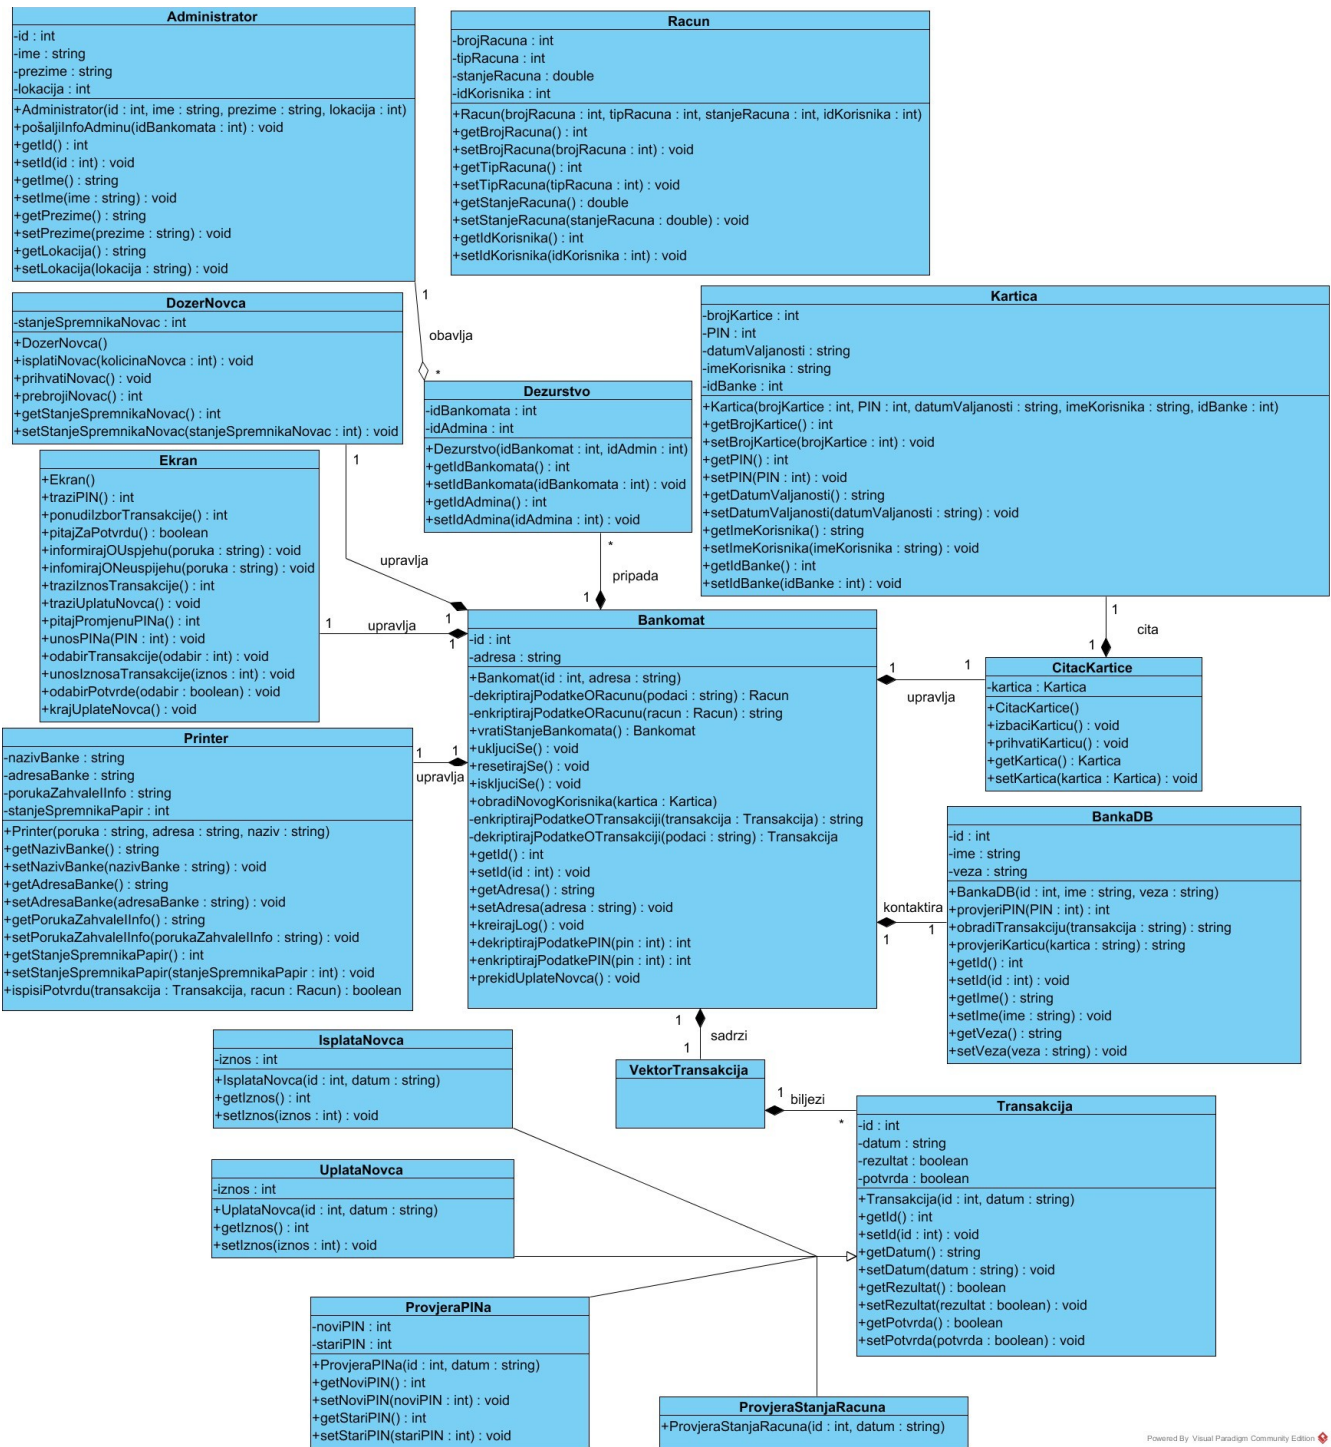 Administrator
-id : int
-ime : string
-prezime : string
-lokacija : int
+Administrator(id : int, ime : string, prezime : string, lokacija : int)
+pošaljiInfoAdminu(idBankomata : int) : void
+getId() : int
+setId(id : int) : void
+getIme() : string
+setIme(ime : string) : void
+getPrezime() : string
+setPrezime(prezime : string) : void
+getLokacija() : string
+setLokacija(lokacija : string) : void
Racun
-brojRacuna : int
-tipRacuna : int
-stanjeRacuna : double
-idKorisnika : int
+Racun(brojRacuna : int, tipRacuna : int, stanjeRacuna : int, idKorisnika : int)
+getBrojRacuna() : int
+setBrojRacuna(brojRacuna : int) : void
+getTipRacuna() : int
+setTipRacuna(tipRacuna : int) : void
+getStanjeRacuna() : double
+setStanjeRacuna(stanjeRacuna : double) : void
+getIdKorisnika() : int
+setIdKorisnika(idKorisnika : int) : void
1
obavlja
*
DozerNovca
-stanjeSpremnikaNovac : int
+DozerNovca()
+isplatiNovac(kolicinaNovca : int) : void
+prihvatiNovac() : void
+prebrojiNovac() : int
+getStanjeSpremnikaNovac() : int
+setStanjeSpremnikaNovac(stanjeSpremnikaNovac : int) : void
1
upravlja
1
Dezurstvo
-idBankomata : int
-idAdmina : int
+Dezurstvo(idBankomat : int, idAdmin : int)
+getIdBankomata() : int
+setIdBankomata(idBankomata : int) : void
+getIdAdmina() : int
+setIdAdmina(idAdmina : int) : void
*
pripada
1
Kartica
-brojKartice : int
-PIN : int
-datumValjanosti : string
-imeKorisnika : string
-idBanke : int
+Kartica(brojKartice : int, PIN : int, datumValjanosti : string, imeKorisnika : string, idBanke : int)
+getBrojKartice() : int
+setBrojKartice(brojKartice : int) : void
+getPIN() : int
+setPIN(PIN : int) : void
+getDatumValjanosti() : string
+setDatumValjanosti(datumValjanosti : string) : void
+getImeKorisnika() : string
+setImeKorisnika(imeKorisnika : string) : void
+getIdBanke() : int
+setIdBanke(idBanke : int) : void
1
cita
1
Ekran
+Ekran()
+traziPIN() : int
+ponudiIzborTransakcije() : int
+pitajZaPotvrdu() : boolean
+informirajOUspjehu(poruka : string) : void
+infomirajONeuspijehu(poruka : string) : void
+traziIznosTransakcije() : int
+traziUplatuNovca() : void
+pitajPromjenuPINa() : int
+unosPINa(PIN : int) : void
+odabirTransakcije(odabir : int) : void
+unosIznosaTransakcije(iznos : int) : void
+odabirPotvrde(odabir : boolean) : void
+krajUplateNovca() : void
1
upravlja
1
Bankomat
-id : int
-adresa : string
+Bankomat(id : int, adresa : string)
-dekriptirajPodatkeORacunu(podaci : string) : Racun
-enkriptirajPodatkeORacunu(racun : Racun) : string
+vratiStanjeBankomata() : Bankomat
+ukljuciSe() : void
+resetirajSe() : void
+iskljuciSe() : void
+obradiNovogKorisnika(kartica : Kartica)
-enkriptirajPodatkeOTransakciji(transakcija : Transakcija) : string
-dekriptirajPodatkeOTransakciji(podaci : string) : Transakcija
+getId() : int
+setId(id : int) : void
+getAdresa() : string
+setAdresa(adresa : string) : void
+kreirajLog() : void
+dekriptirajPodatkePIN(pin : int) : int
+enkriptirajPodatkePIN(pin : int) : int
+prekidUplateNovca() : void
1
upravlja
1
CitacKartice
-kartica : Kartica
+CitacKartice()
+izbaciKarticu() : void
+prihvatiKarticu() : void
+getKartica() : Kartica
+setKartica(kartica : Kartica) : void
Printer
-nazivBanke : string
-adresaBanke : string
-porukaZahvaleIInfo : string
-stanjeSpremnikaPapir : int
+Printer(poruka : string, adresa : string, naziv : string)
+getNazivBanke() : string
+setNazivBanke(nazivBanke : string) : void
+getAdresaBanke() : string
+setAdresaBanke(adresaBanke : string) : void
+getPorukaZahvaleIInfo() : string
+setPorukaZahvaleIInfo(porukaZahvaleIInfo : string) : void
+getStanjeSpremnikaPapir() : int
+setStanjeSpremnikaPapir(stanjeSpremnikaPapir : int) : void
+ispisiPotvrdu(transakcija : Transakcija, racun : Racun) : boolean
1
1
upravlja
BankaDB
-id : int
-ime : string
-veza : string
+BankaDB(id : int, ime : string, veza : string)
+provjeriPIN(PIN : int) : int
+obradiTransakciju(transakcija : string) : string
+provjeriKarticu(kartica : string) : string
+getId() : int
+setId(id : int) : void
+getIme() : string
+setIme(ime : string) : void
+getVeza() : string
+setVeza(veza : string) : void
kontaktira
1
1
1
sadrzi
1
VektorTransakcija
1
biljezi
*
IsplataNovca
-iznos : int
+IsplataNovca(id : int, datum : string)
+getIznos() : int
+setIznos(iznos : int) : void
UplataNovca
-iznos : int
+UplataNovca(id : int, datum : string)
+getIznos() : int
+setIznos(iznos : int) : void
Transakcija
-id : int
-datum : string
-rezultat : boolean
-potvrda : boolean
+Transakcija(id : int, datum : string)
+getId() : int
+setId(id : int) : void
+getDatum() : string
+setDatum(datum : string) : void
+getRezultat() : boolean
+setRezultat(rezultat : boolean) : void
+getPotvrda() : boolean
+setPotvrda(potvrda : boolean) : void
ProvjeraPINa
-noviPIN : int
-stariPIN : int
+ProvjeraPINa(id : int, datum : string)
+getNoviPIN() : int
+setNoviPIN(noviPIN : int) : void
+getStariPIN() : int
+setStariPIN(stariPIN : int) : void
ProvjeraStanjaRacuna
+ProvjeraStanjaRacuna(id : int, datum : string)
Powered By Visual Paradigm Community Edition